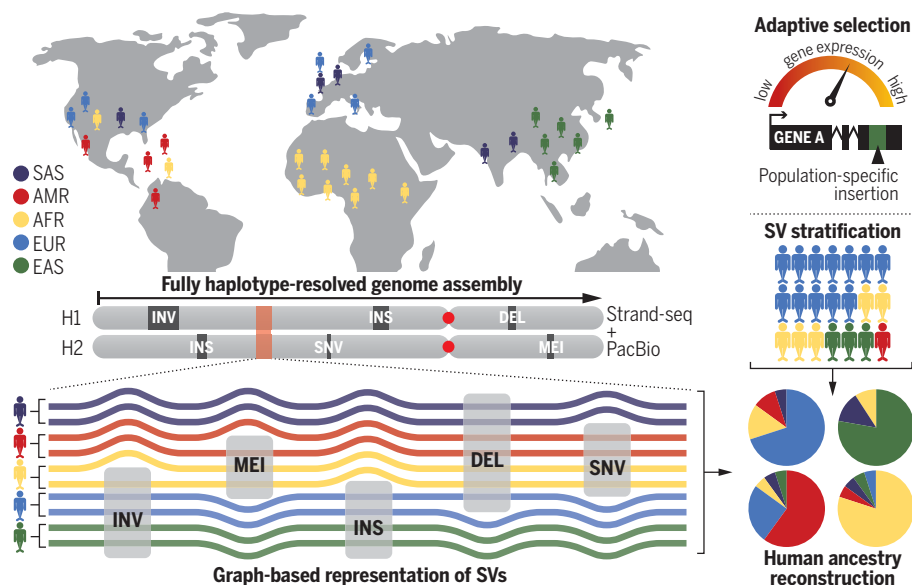 SAS
AMR
AFR
EUR
EAS
Fully haplotype-resolved genome assembly
H1
INV
INS
DEL
H2
INS
SNV
MEI
Strand-seq
+
PacBio
MEI
DEL
SNV
INV
INS
Graph-based representation of SVs
Adaptive selection
low
gene expression
high
GENE A
Population-specific
insertion
SV stratification
Human ancestry
reconstruction